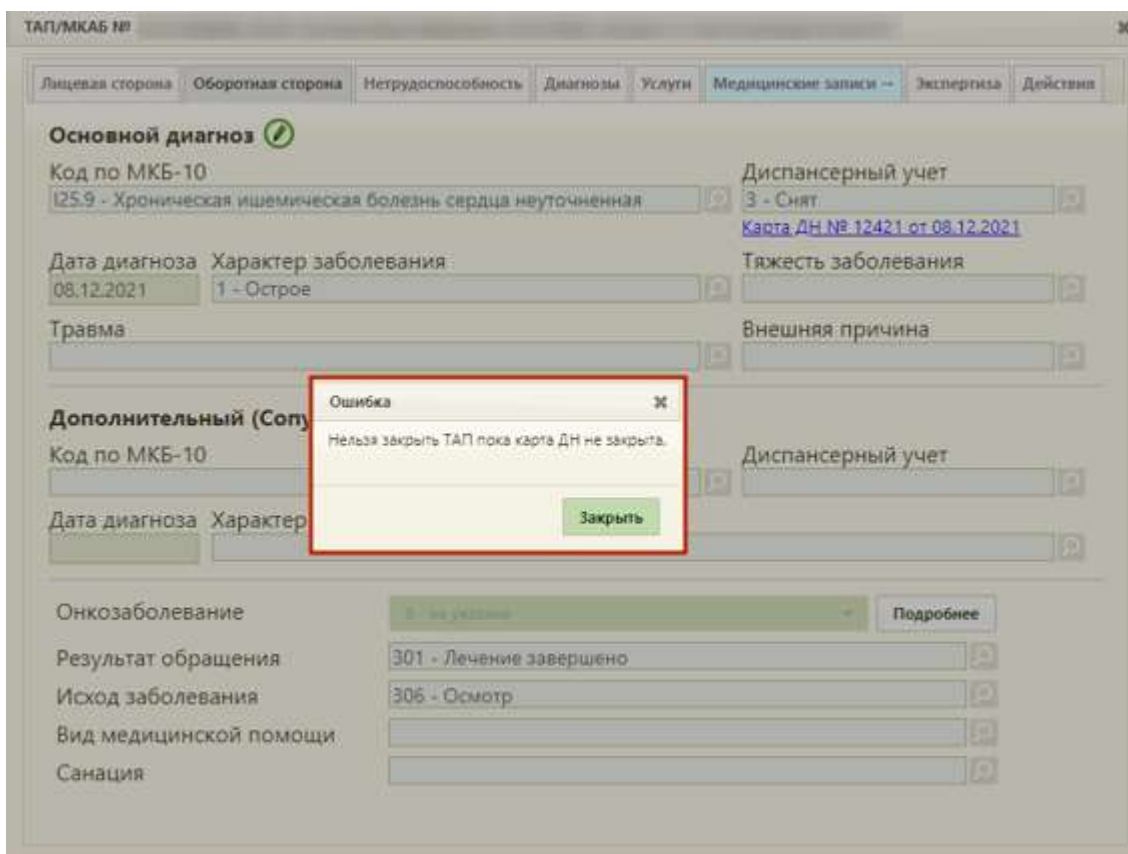 ТАП/МКАБ №
Лицевая сторона Оборотная сторона Нетрудоспособность Диагнозы Услуги Медицинские записи -- Экспертиза Действия
Основной диагноз
Код по МКБ-10 Диспансерный учет
I25.9 - Хроническая ишемическая болезнь сердца неуточненная 3 - Снят
Карта ДН № 12421 от 08.12.2021
Дата диагноза Характер заболевания Тяжесть заболевания
08.12.2021 1 - Острое
Травма Внешняя причина
Ошибка
Нельзя закрыть ТАП пока карта ДН не закрыта.
Закрыть
Дополнительный (Сопу
Код по МКБ-10 Диспансерный учет
Дата диагноза Характер
Онкозаболевание Подробнее
Результат обращения 301 - Лечение завершено
Исход заболевания 306 - Осмотр
Вид медицинской помощи
Санация